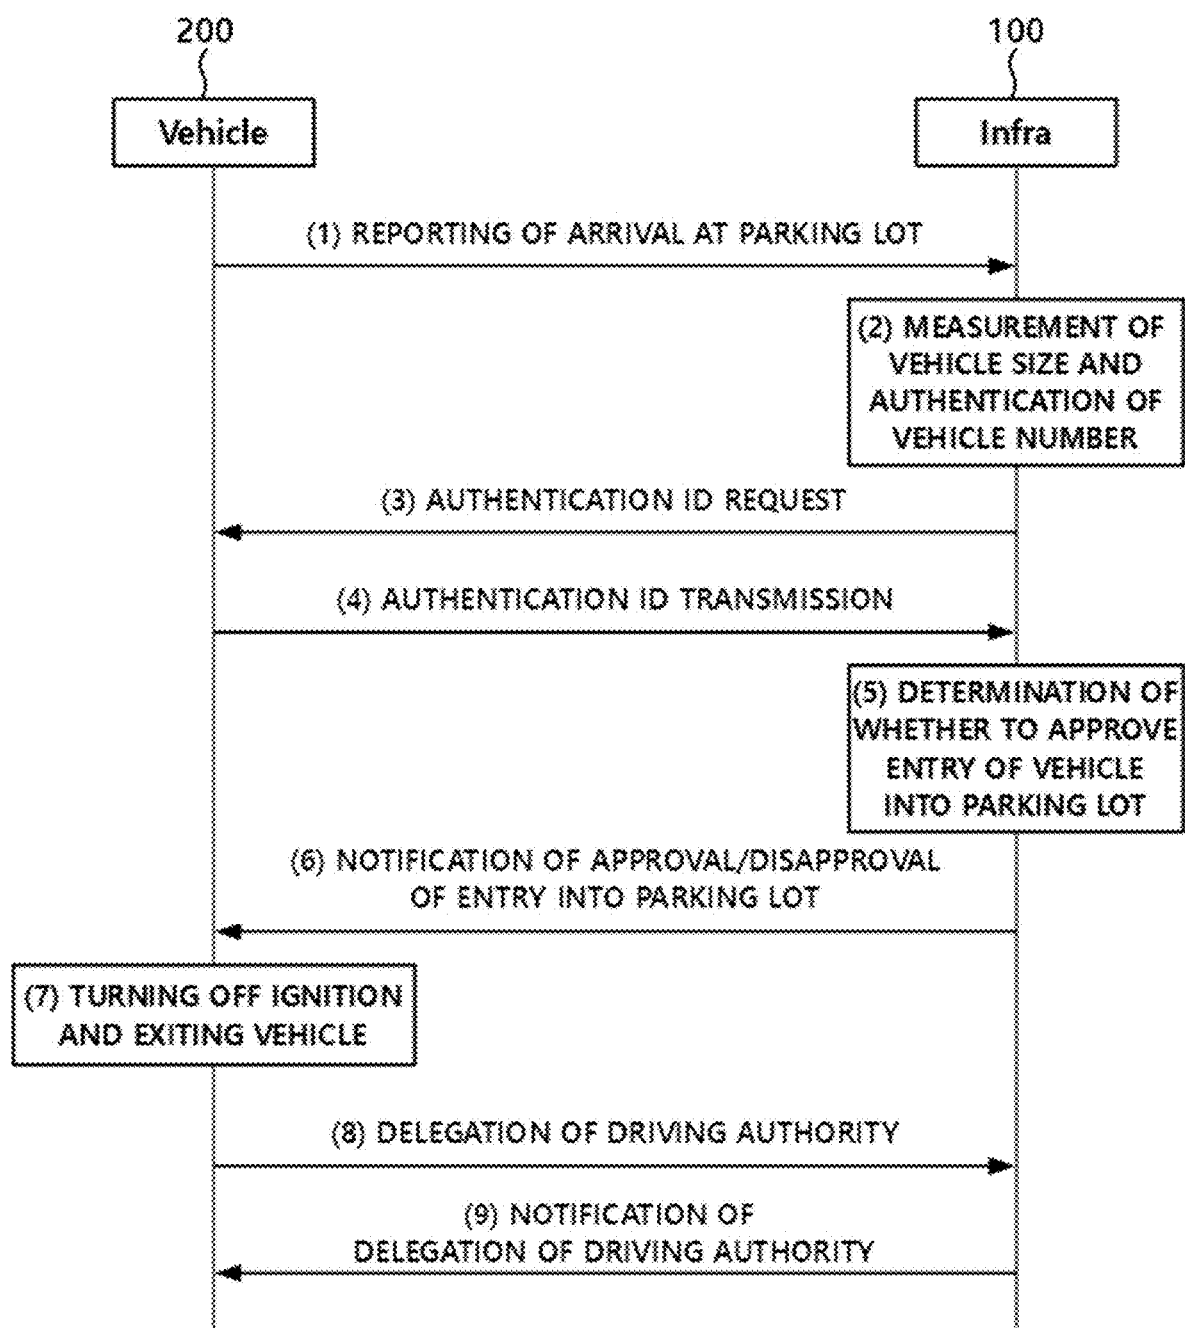 200
100
Vehicle
Infra
(1) REPORTING OF ARRIVAL AT PARKING LOT
(2) MEASUREMENT OF
VEHICLE SIZE AND
AUTHENTICATION OF
VEHICLE NUMBER
(3) AUTHENTICATION ID REQUEST
(4) AUTHENTICATION ID TRANSMISSION
(5) DETERMINATION OF
WHETHER TO APPROVE
ENTRY OF VEHICLE
INTO PARKING LOT
(6) NOTIFICATION OF APPROVAL/DISAPPROVAL
OF ENTRY INTO PARKING LOT
(7) TURNING OFF IGNITION
AND EXITING VEHICLE
(8) DELEGATION OF DRIVING AUTHORITY
(9) NOTIFICATION OF
DELEGATION OF DRIVING AUTHORITY